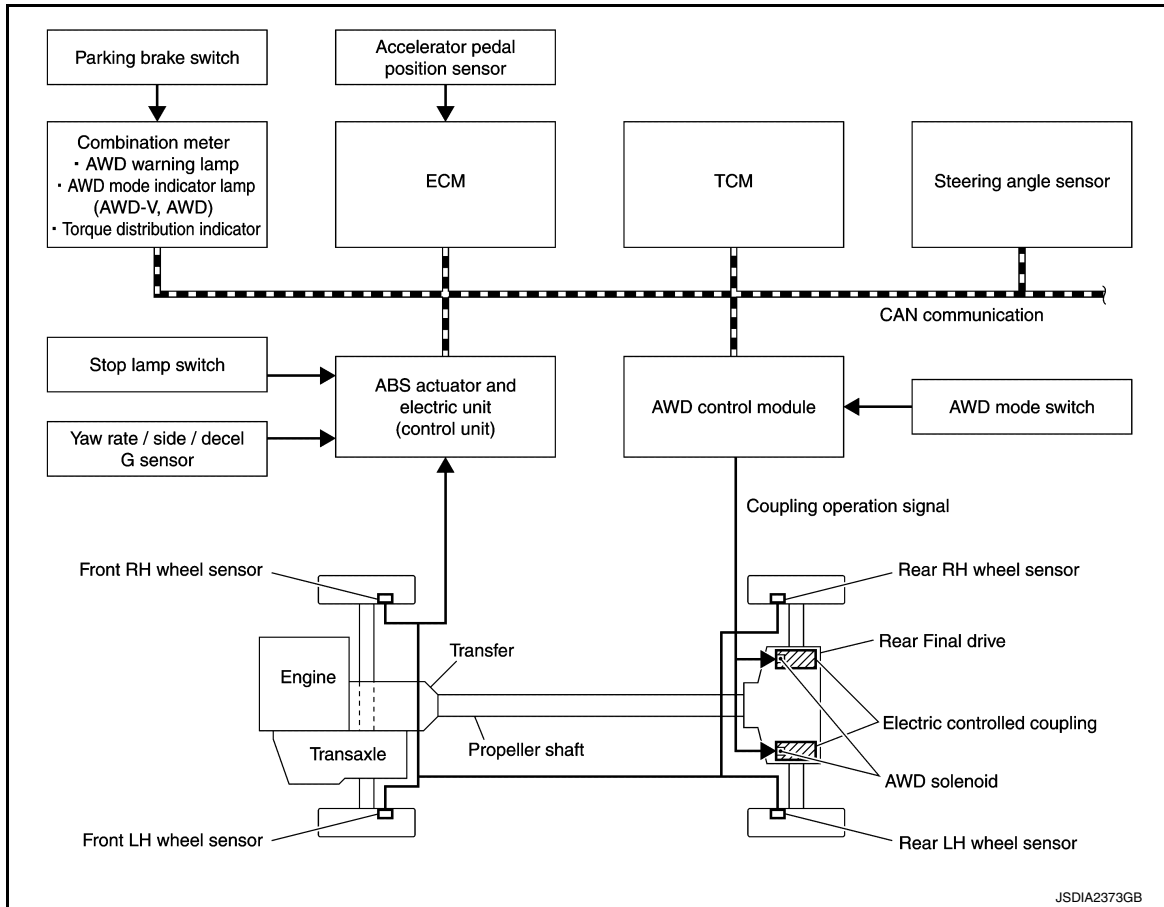 Parking brake switch
Accelerator pedal
position sensor
Combination meter
・AWD warning lamp
・AWD mode indicator lamp
(AWD-V, AWD)
・Torque distribution indicator
ECM
TCM
Steering angle sensor
CAN communication
Stop lamp switch
Yaw rate / side / decel
G sensor
ABS actuator and
electric unit
(control unit)
AWD control module
AWD mode switch
Coupling operation signal
Front RH wheel sensor
Rear RH wheel sensor
Rear Final drive
Transfer
Engine
Electric controlled coupling
Propeller shaft
Transaxle
AWD solenoid
Front LH wheel sensor
Rear LH wheel sensor
JSDIA2373GB